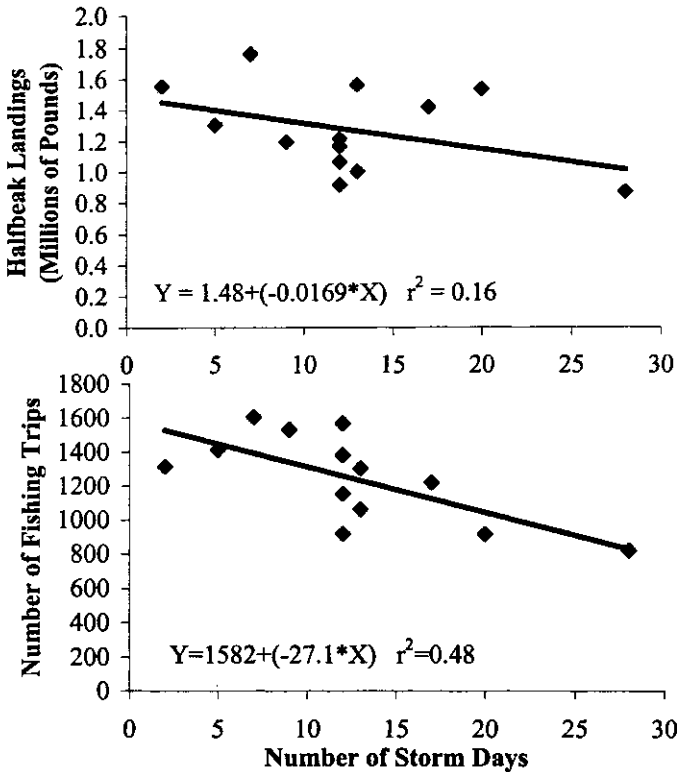 Halfbeak Landings
(Millions of Pounds)
2.0
1.8
1.6
1.4
1.2
1.0
0.8
0.6
0.4
0.2
0.0
Y = 1.48+(-0.0169*X) r² = 0.16
0 5 10 15 20 25 30
Number of Fishing Trips
1800
1600
1400
1200
1000
800
600
400
200
0
Y=1582+(-27.1*X) r²=0.48
0 5 10 15 20 25 30
Number of Storm Days